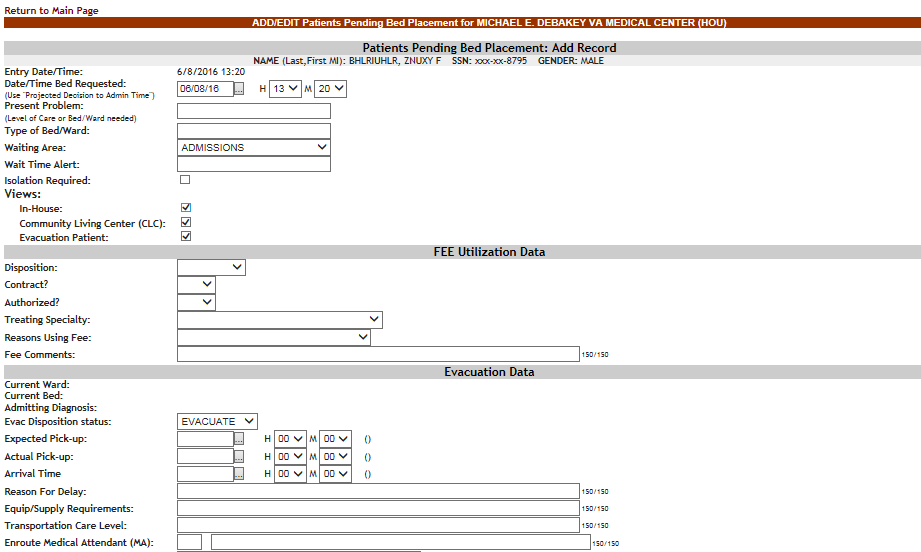 Return to Main Page
ADD/EDIT Patients Pending Bed Placement for MICHAEL E. DEBAKEY VA MEDICAL CENTER (HOU)
Patients Pending Bed Placement: Add Record
NAME (Last,First MI): BHLRIUHLR, ZNUXY F SSN: xxx-xx-8795 GENDER: MALE
Entry Date/Time: 6/8/2016 13:20
Date/Time Bed Requested: 06/08/16 ... H 13 M 20
(Use "Projected Decision to Admin Time")
Present Problem:
(Level of Care or Bed/Ward needed)
Type of Bed/Ward:
Waiting Area: ADMISSIONS
Wait Time Alert:
Isolation Required:
Views:
In-House:
Community Living Center (CLC):
Evacuation Patient:
FEE Utilization Data
Disposition:
Contract?
Authorized?
Treating Specialty:
Reasons Using Fee:
Fee Comments: 150/150
Evacuation Data
Current Ward:
Current Bed:
Admitting Diagnosis:
Evac Disposition status: EVACUATE
Expected Pick-up: ... H 00 M 00 ()
Actual Pick-up: ... H 00 M 00 ()
Arrival Time ... H 00 M 00 ()
Reason For Delay: 150/150
Equip/Supply Requirements: 150/150
Transportation Care Level: 150/150
Enroute Medical Attendant (MA): 150/150